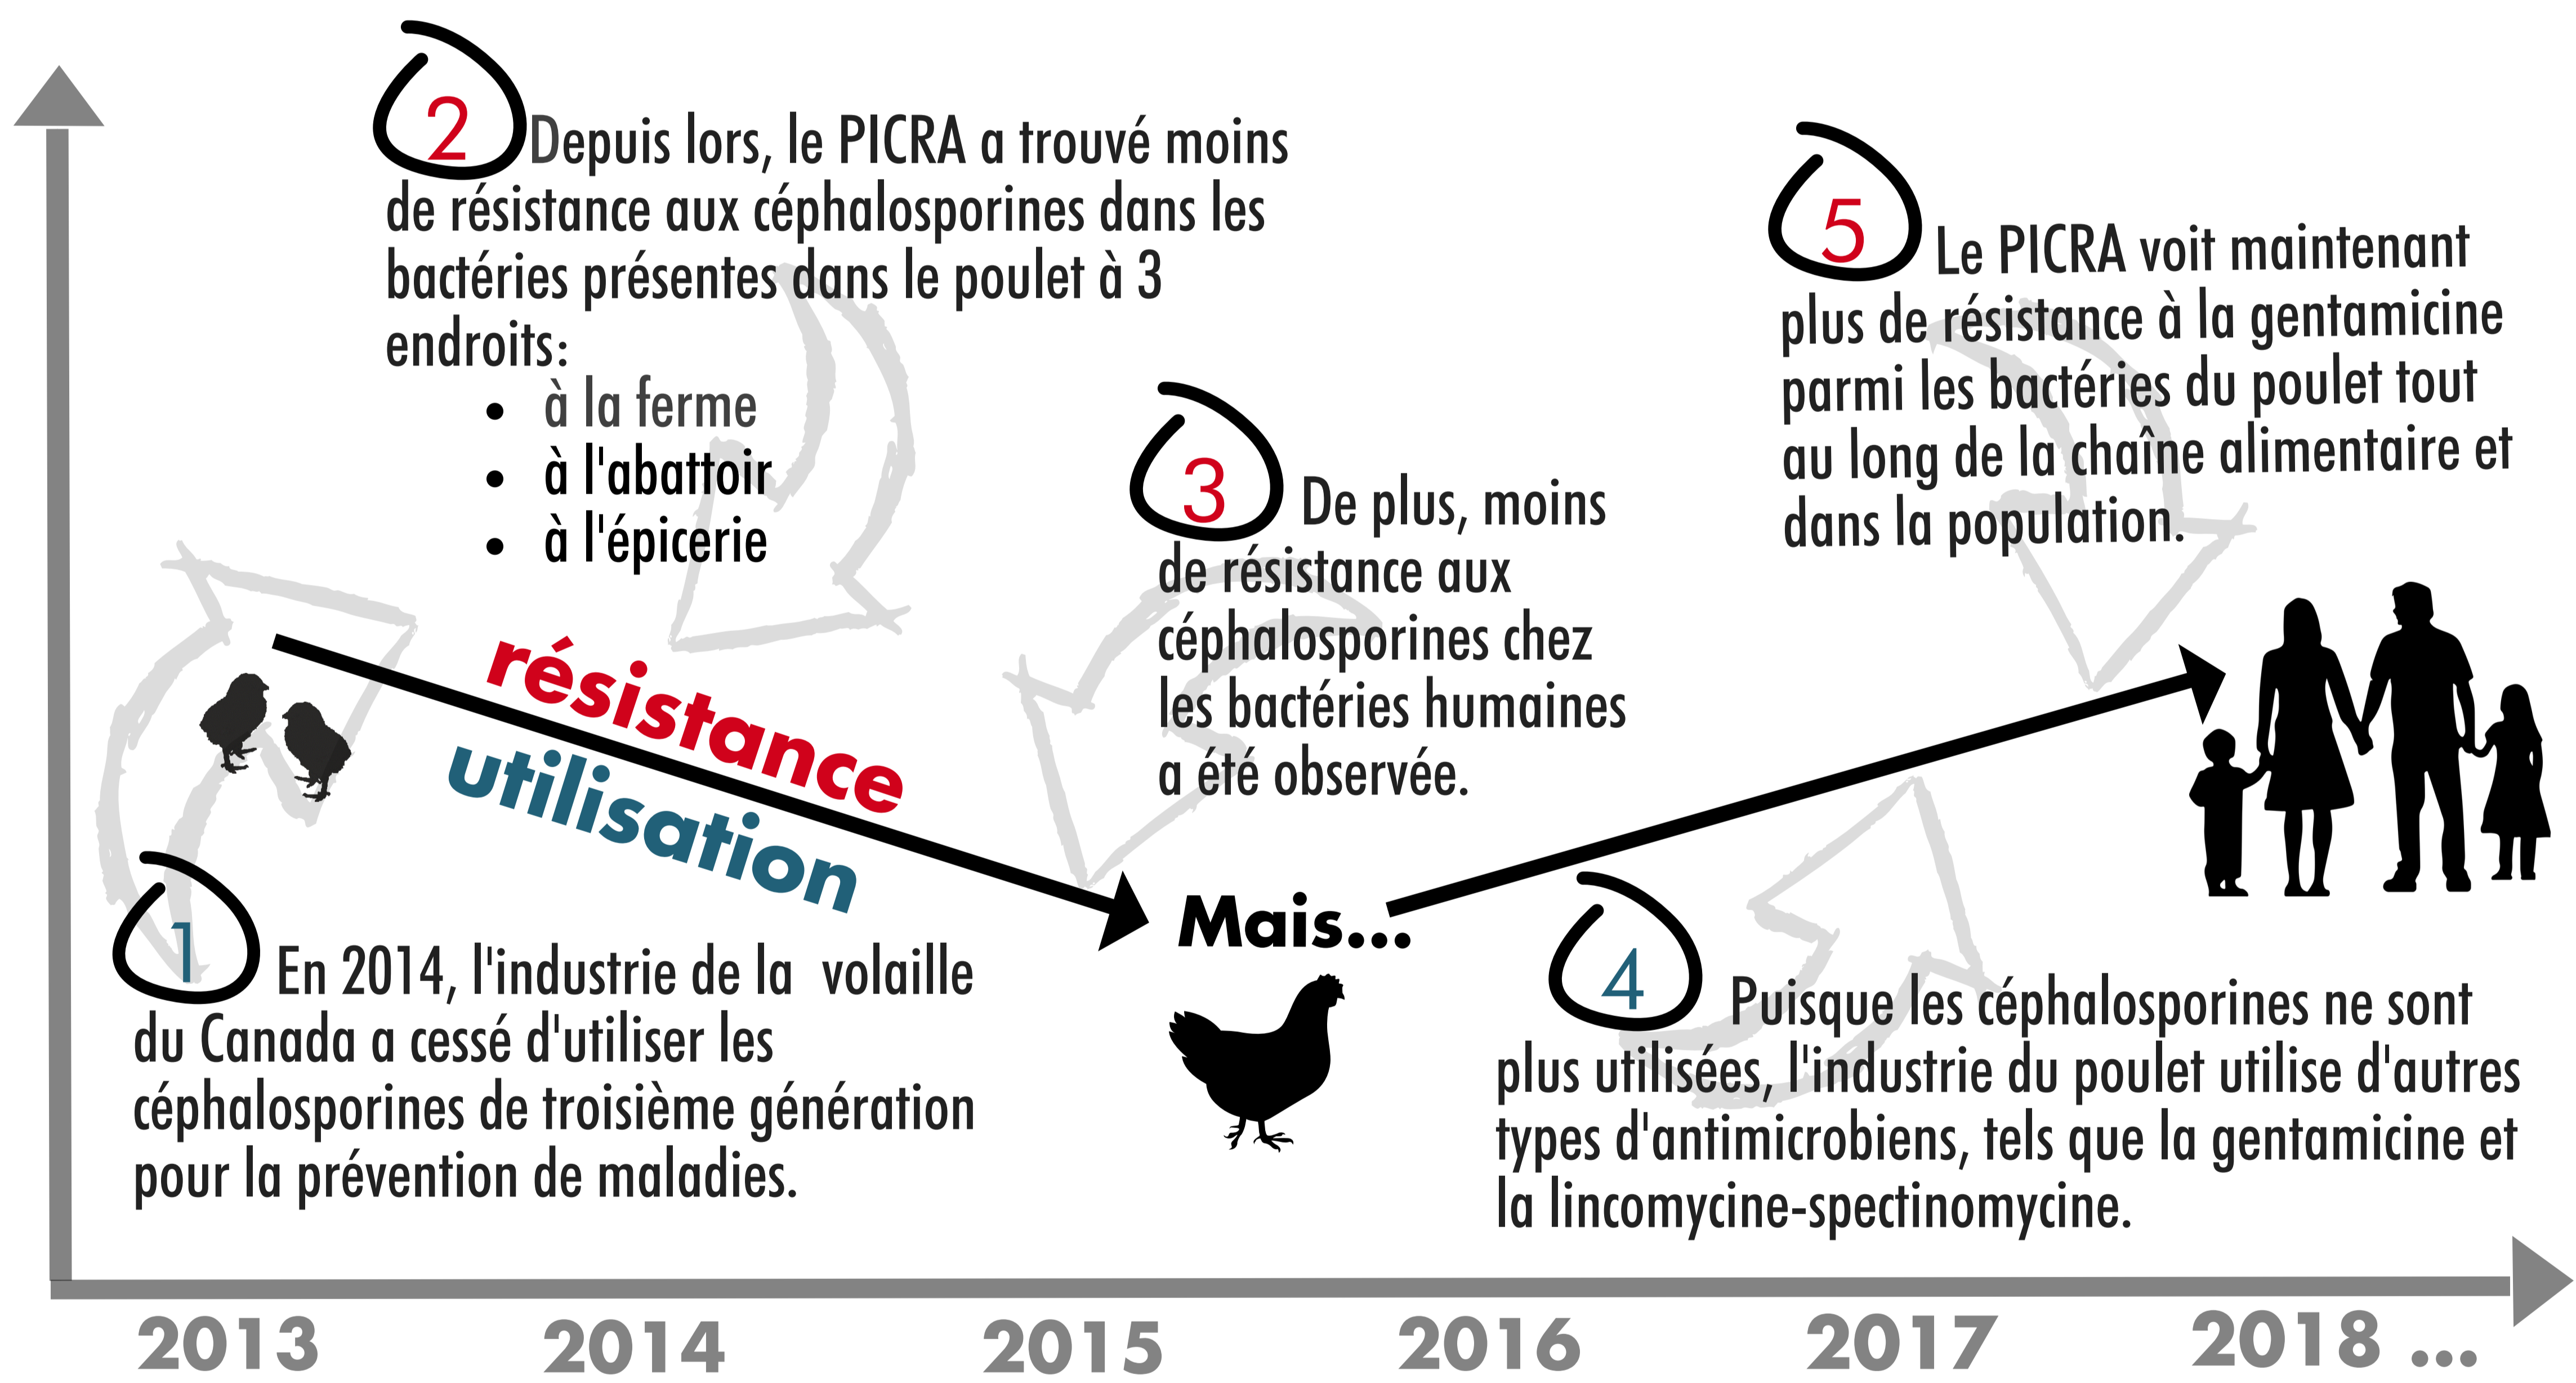 2
Depuis lors, le PICRA a trouvé moins
de résistance aux céphalosporines dans les
bactéries présentes dans le poulet à 3
endroits:
• à la ferme
• à l'abattoir
• à l'épicerie
5
Le PICRA voit maintenant
plus de résistance à la gentamicine
parmi les bactéries du poulet tout
au long de la chaîne alimentaire et
dans la population.
3
De plus, moins
de résistance aux
céphalosporines chez
les bactéries humaines
a été observée.
résistance
utilisation
Mais...
1
En 2014, l'industrie de la volaille
du Canada a cessé d'utiliser les
céphalosporines de troisième génération
pour la prévention de maladies.
4
Puisque les céphalosporines ne sont
plus utilisées, l'industrie du poulet utilise d'autres
types d'antimicrobiens, tels que la gentamicine et
la lincomycine-spectinomycine.
2013 2014 2015 2016 2017 2018 ...